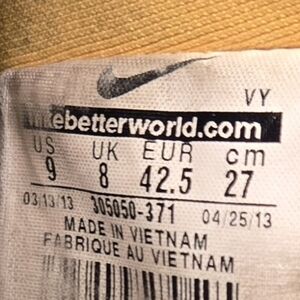 VY
ebetterworld.com
US UK EUR cm
9 8 42.5 27
03/13/13 305050-371 04/25/13
MADE IN VIETNAM
FABRIQUE AU VIETNAM